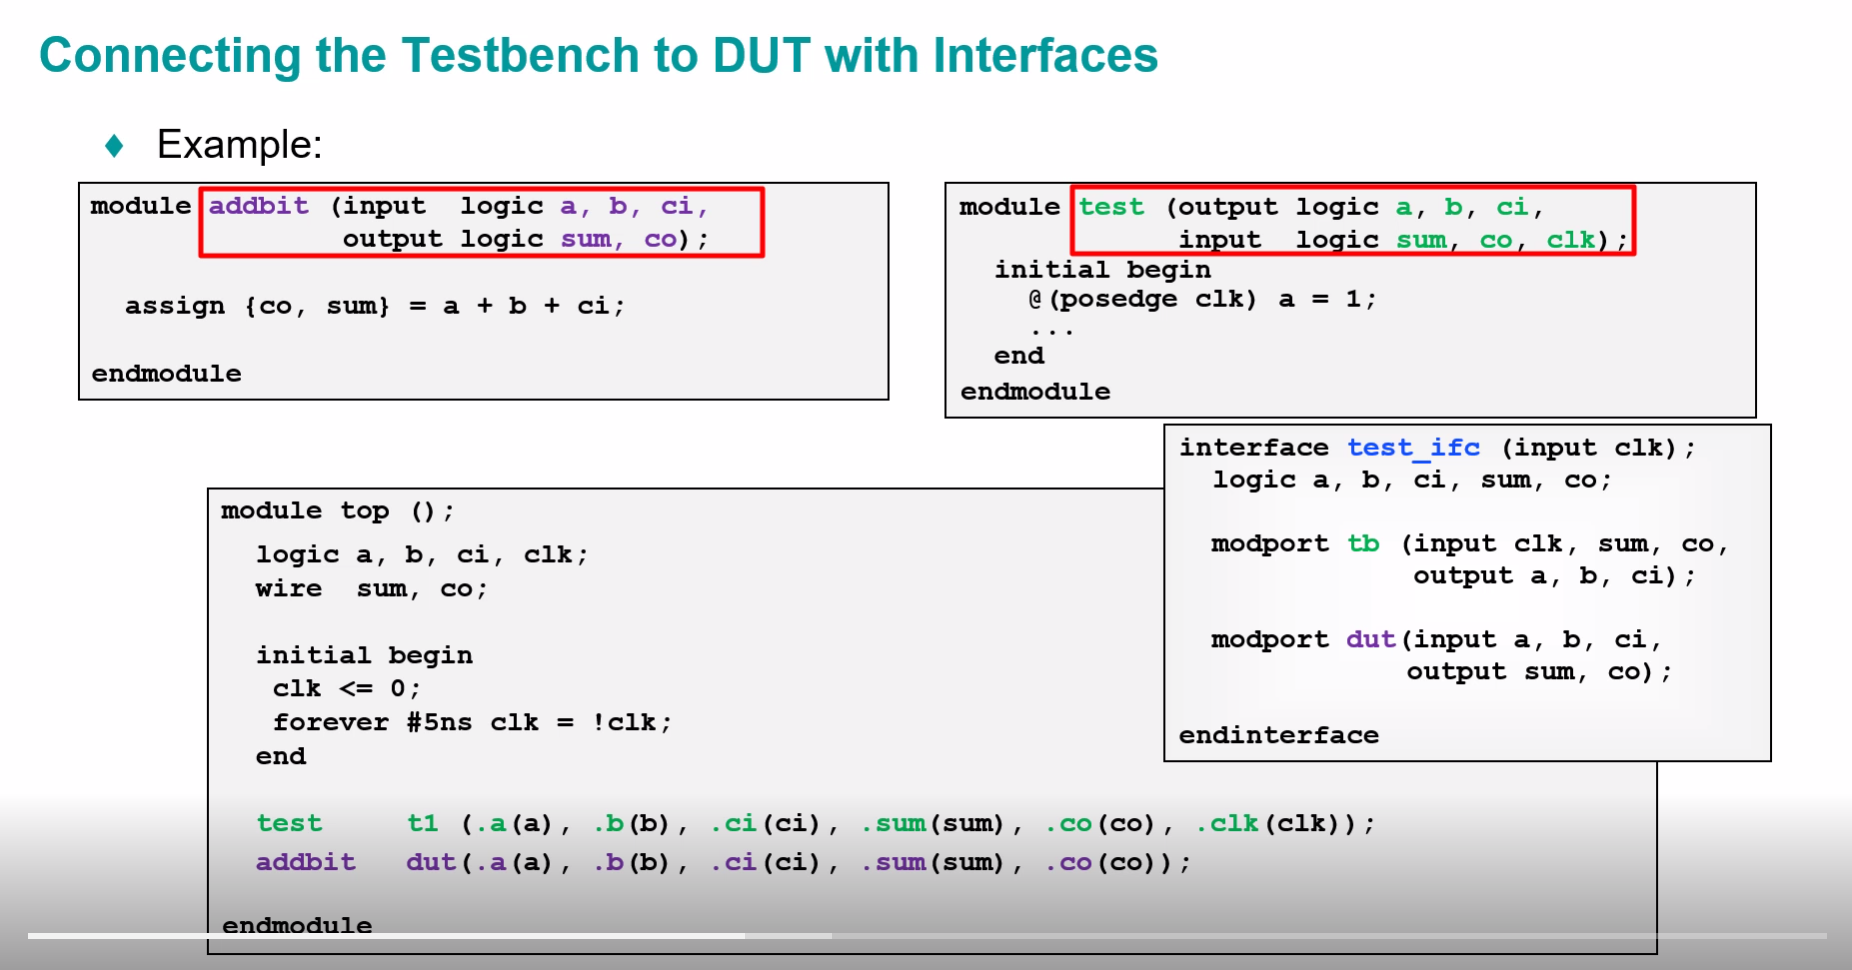 Connecting the Testbench to DUT with Interfaces
♦ Example:
module addbit (input  logic a, b, ci,
               output logic sum, co);
  assign {co, sum} = a + b + ci;
endmodule
module test (output logic a, b, ci,
             input  logic sum, co, clk);
  initial begin
    @(posedge clk) a = 1;
    ...
  end
endmodule
interface test_ifc (input clk);
  logic a, b, ci, sum, co;
  modport tb (input clk, sum, co,
              output a, b, ci);
  modport dut(input a, b, ci,
              output sum, co);
endinterface
module top ();
  logic a, b, ci, clk;
  wire  sum, co;
  initial begin
   clk <= 0;
   forever #5ns clk = !clk;
  end
  test     t1 (.a(a), .b(b), .ci(ci), .sum(sum), .co(co), .clk(clk));
  addbit   dut(.a(a), .b(b), .ci(ci), .sum(sum), .co(co));
endmodule